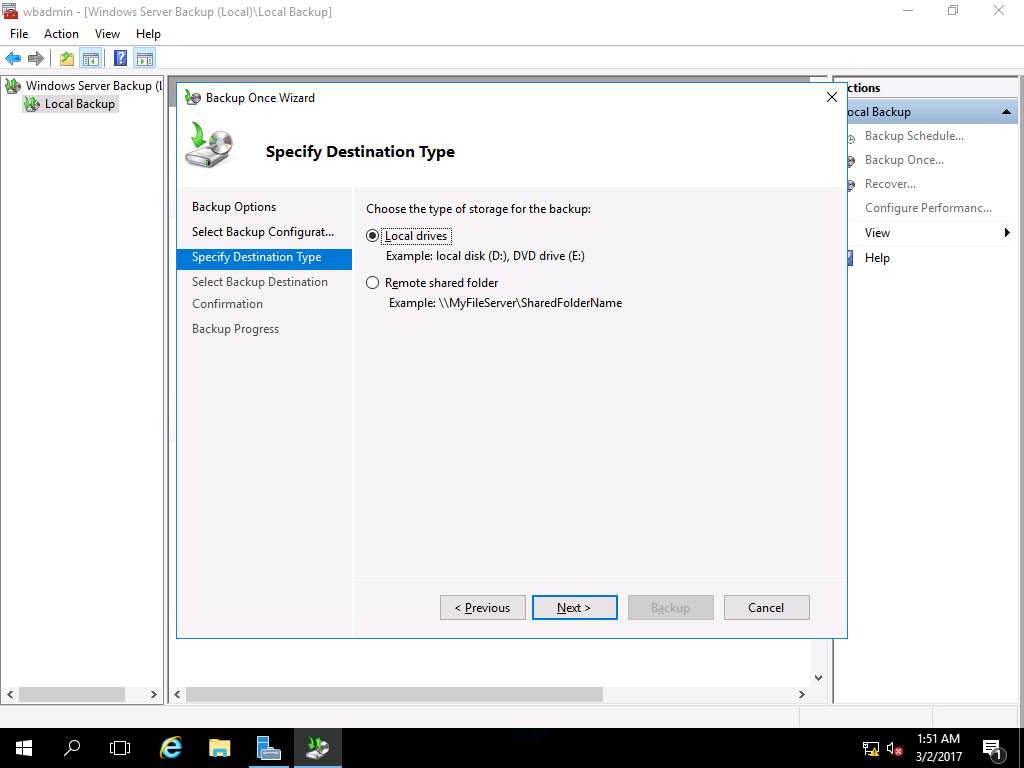 wbadmin - [Windows Server Backup (Local)\Local Backup]
File Action View Help
Windows Server Backup (L
Local Backup
Backup Once Wizard
Specify Destination Type
Backup Options
Select Backup Configurat...
Specify Destination Type
Select Backup Destination
Confirmation
Backup Progress
Choose the type of storage for the backup:
Local drives
Example: local disk (D:), DVD drive (E:)
Remote shared folder
Example: \\MyFileServer\SharedFolderName
< Previous
Next >
Backup
Cancel
ctions
ocal Backup
Backup Schedule...
Backup Once...
Recover...
Configure Performanc...
View
Help
1:51 AM
3/2/2017
1